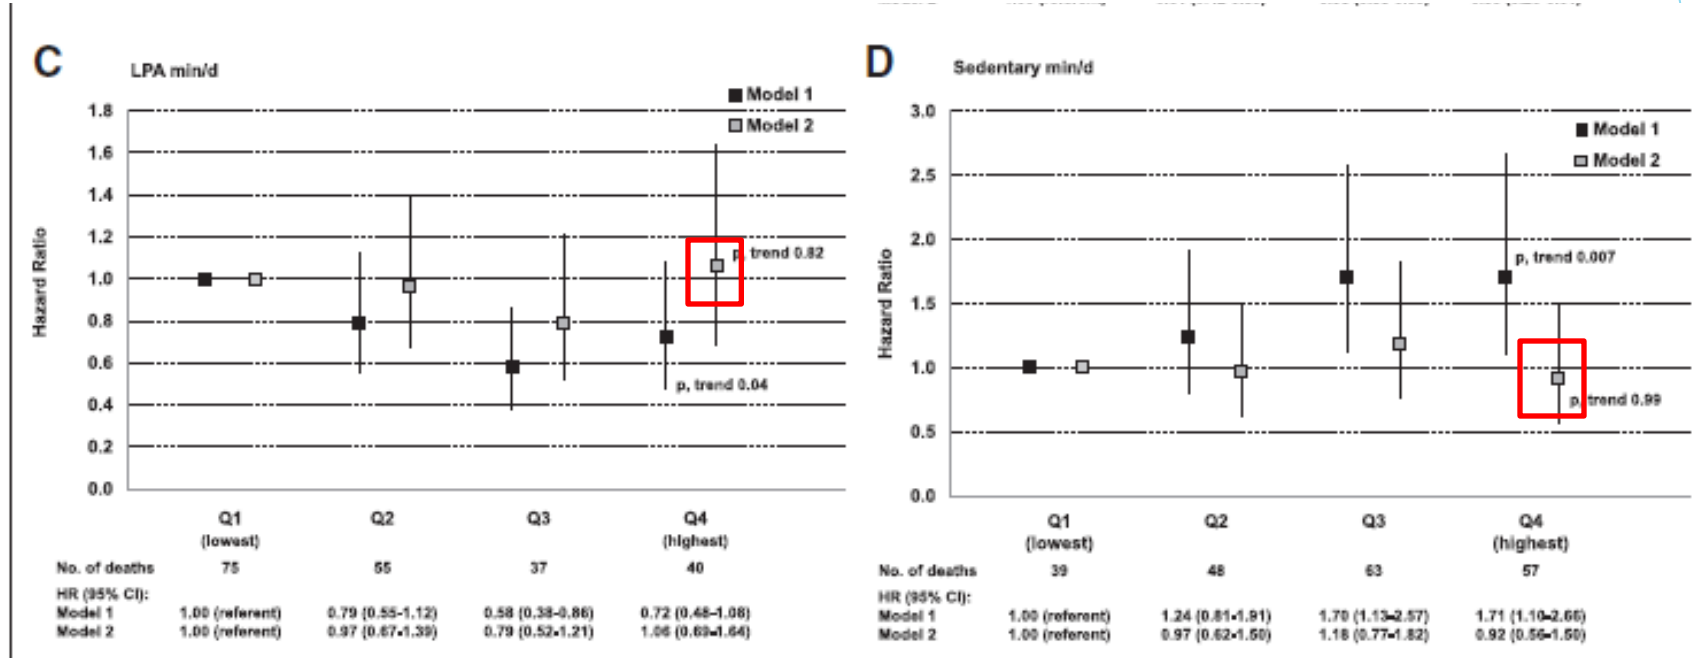 C
LPA min/d
Model 1
Model 2
1.8
1.6
1.4
1.2
1.0
0.8
0.6
0.4
0.2
0.0
Hazard Ratio
p, trend 0.82
p, trend 0.04
Q1 Q2 Q3 Q4
(lowest) (highest)
No. of deaths 75 55 37 40
HR (95% CI):
Model 1 1.00 (referent) 0.79 (0.55-1.12) 0.58 (0.38-0.86) 0.72 (0.48-1.08)
Model 2 1.00 (referent) 0.97 (0.67-1.39) 0.79 (0.52-1.21) 1.06 (0.69-1.64)
D
Sedentary min/d
Model 1
Model 2
3.0
2.5
2.0
1.5
1.0
0.5
0.0
Hazard Ratio
p, trend 0.007
p, trend 0.99
Q1 Q2 Q3 Q4
(lowest) (highest)
No. of deaths 39 48 63 57
HR (95% CI):
Model 1 1.00 (referent) 1.24 (0.81-1.91) 1.70 (1.13-2.57) 1.71 (1.10-2.66)
Model 2 1.00 (referent) 0.97 (0.62-1.50) 1.18 (0.77-1.82) 0.92 (0.56-1.50)